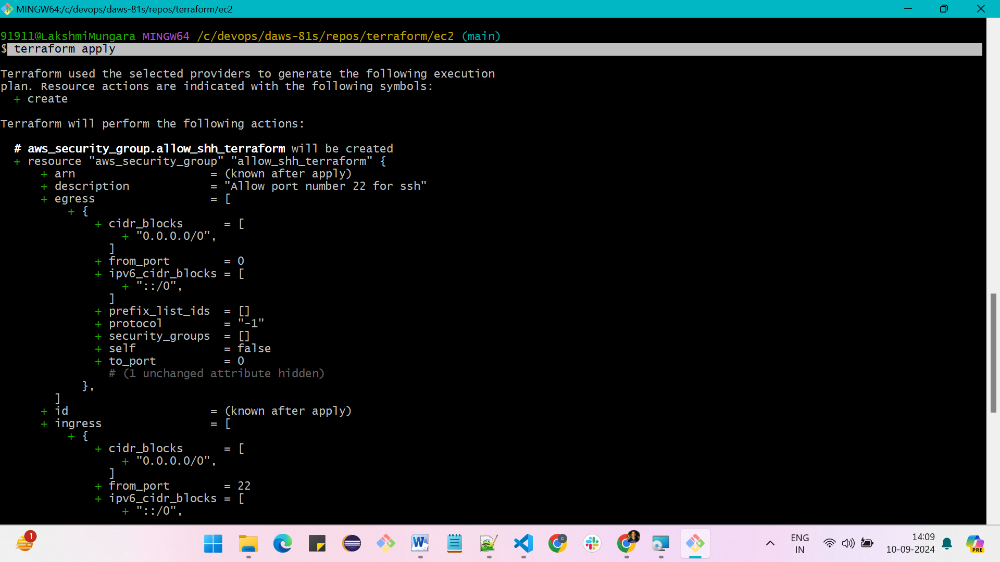 MINGW64:/c/devops/daws-81s/repos/terraform/ec2
91911@LakshmiMungara MINGW64 /c/devops/daws-81s/repos/terraform/ec2 (main)
$ terraform apply
Terraform used the selected providers to generate the following execution
plan. Resource actions are indicated with the following symbols:
  + create
Terraform will perform the following actions:
  # aws_security_group.allow_shh_terraform will be created
  + resource "aws_security_group" "allow_shh_terraform" {
      + arn                    = (known after apply)
      + description            = "Allow port number 22 for ssh"
      + egress                 = [
          + {
              + cidr_blocks      = [
                  + "0.0.0.0/0",
                ]
              + from_port        = 0
              + ipv6_cidr_blocks = [
                  + "::/0",
                ]
              + prefix_list_ids  = []
              + protocol         = "-1"
              + security_groups  = []
              + self             = false
              + to_port          = 0
                # (1 unchanged attribute hidden)
            },
        ]
      + id                     = (known after apply)
      + ingress                = [
          + {
              + cidr_blocks      = [
                  + "0.0.0.0/0",
                ]
              + from_port        = 22
              + ipv6_cidr_blocks = [
                  + "::/0",
1
ENG
IN
14:09
10-09-2024
PRE